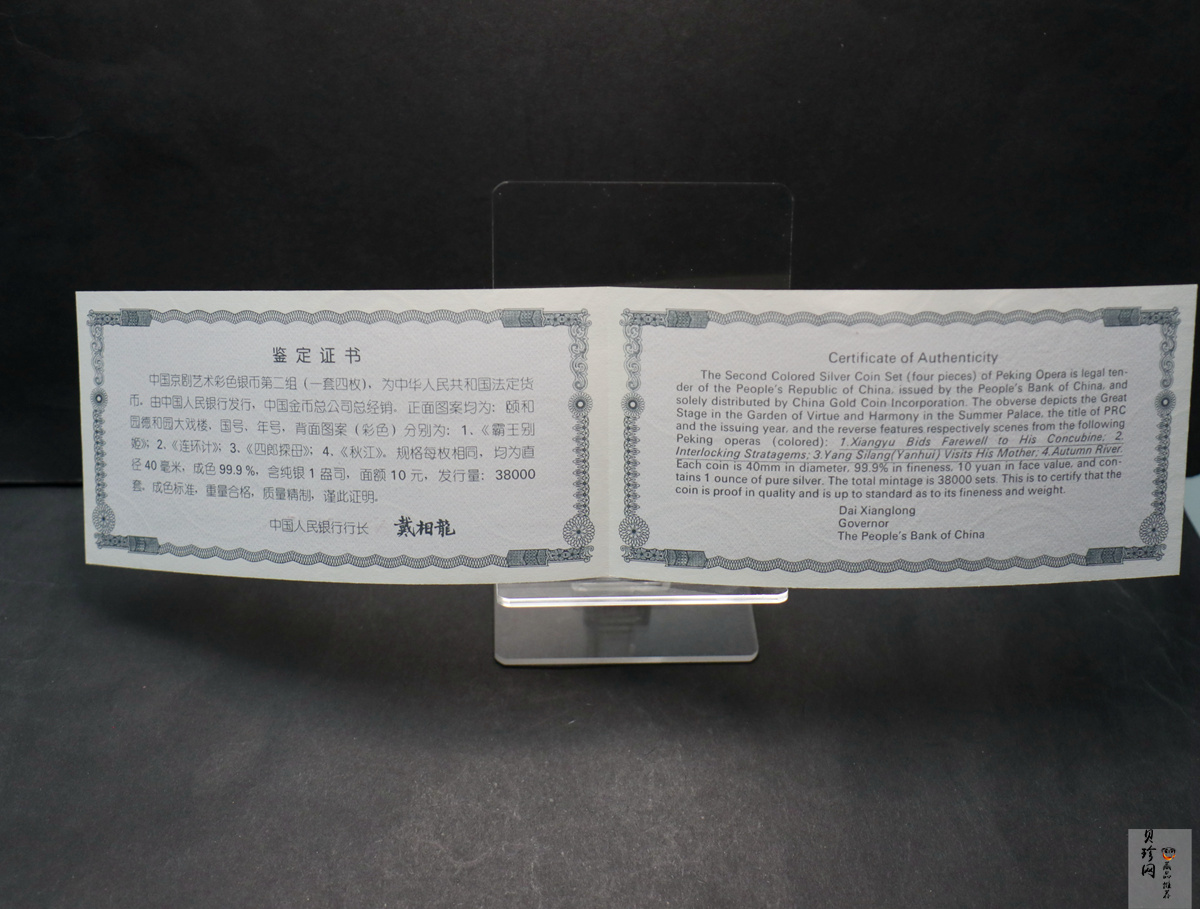 鉴定证书
中国京剧艺术彩色银币第二组(一套四枚),为中华人民共和国法定货
币。由中国人民银行发行,中国金币总公司总经销。正面图案均为:颐和
园德和园大戏楼,国号、年号,背面图案(彩色)分别为:1、《霸王别
姬》;2、《连环计》;3、《四郎探母》;4、《秋江》。规格每枚相同,均为直
径40毫米,成色99.9%,含纯银1盎司,面额10元,发行量:38000
套。成色标准,重量合格,质量精制,谨此证明。
中国人民银行行长 戴相龍
Certificate of Authenticity
The Second Colored Silver Coin Set (four pieces) of Peking Opera is legal ten-
der of the People's Republic of China, issued by the People's Bank of China, and
solely distributed by China Gold Coin Incorporation. The obverse depicts the Great
Stage in the Garden of Virtue and Harmony in the Summer Palace, the title of PRC
and the issuing year, and the reverse features respectively scenes from the following
Peking operas (colored): 1.Xiangyu Bids Farewell to His Concubine; 2.
Interlocking Stratagems; 3.Yang Silang(Yanhui) Visits His Mother; 4.Autumn River.
Each coin is 40mm in diameter, 99.9% in fineness, 10 yuan in face value, and con-
tains 1 ounce of pure silver. The total mintage is 38000 sets. This is to certify that the
coin is proof in quality and is up to standard as to its fineness and weight.
Dai Xianglong
Governor
The People's Bank of China
贝珍网
藏品推荐